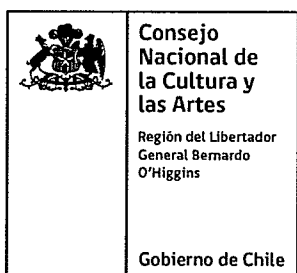 Consejo
Nacional de
la Cultura y
las Artes
Región del Libertador
General Bernardo
O'Higgins
Gobierno de Chile